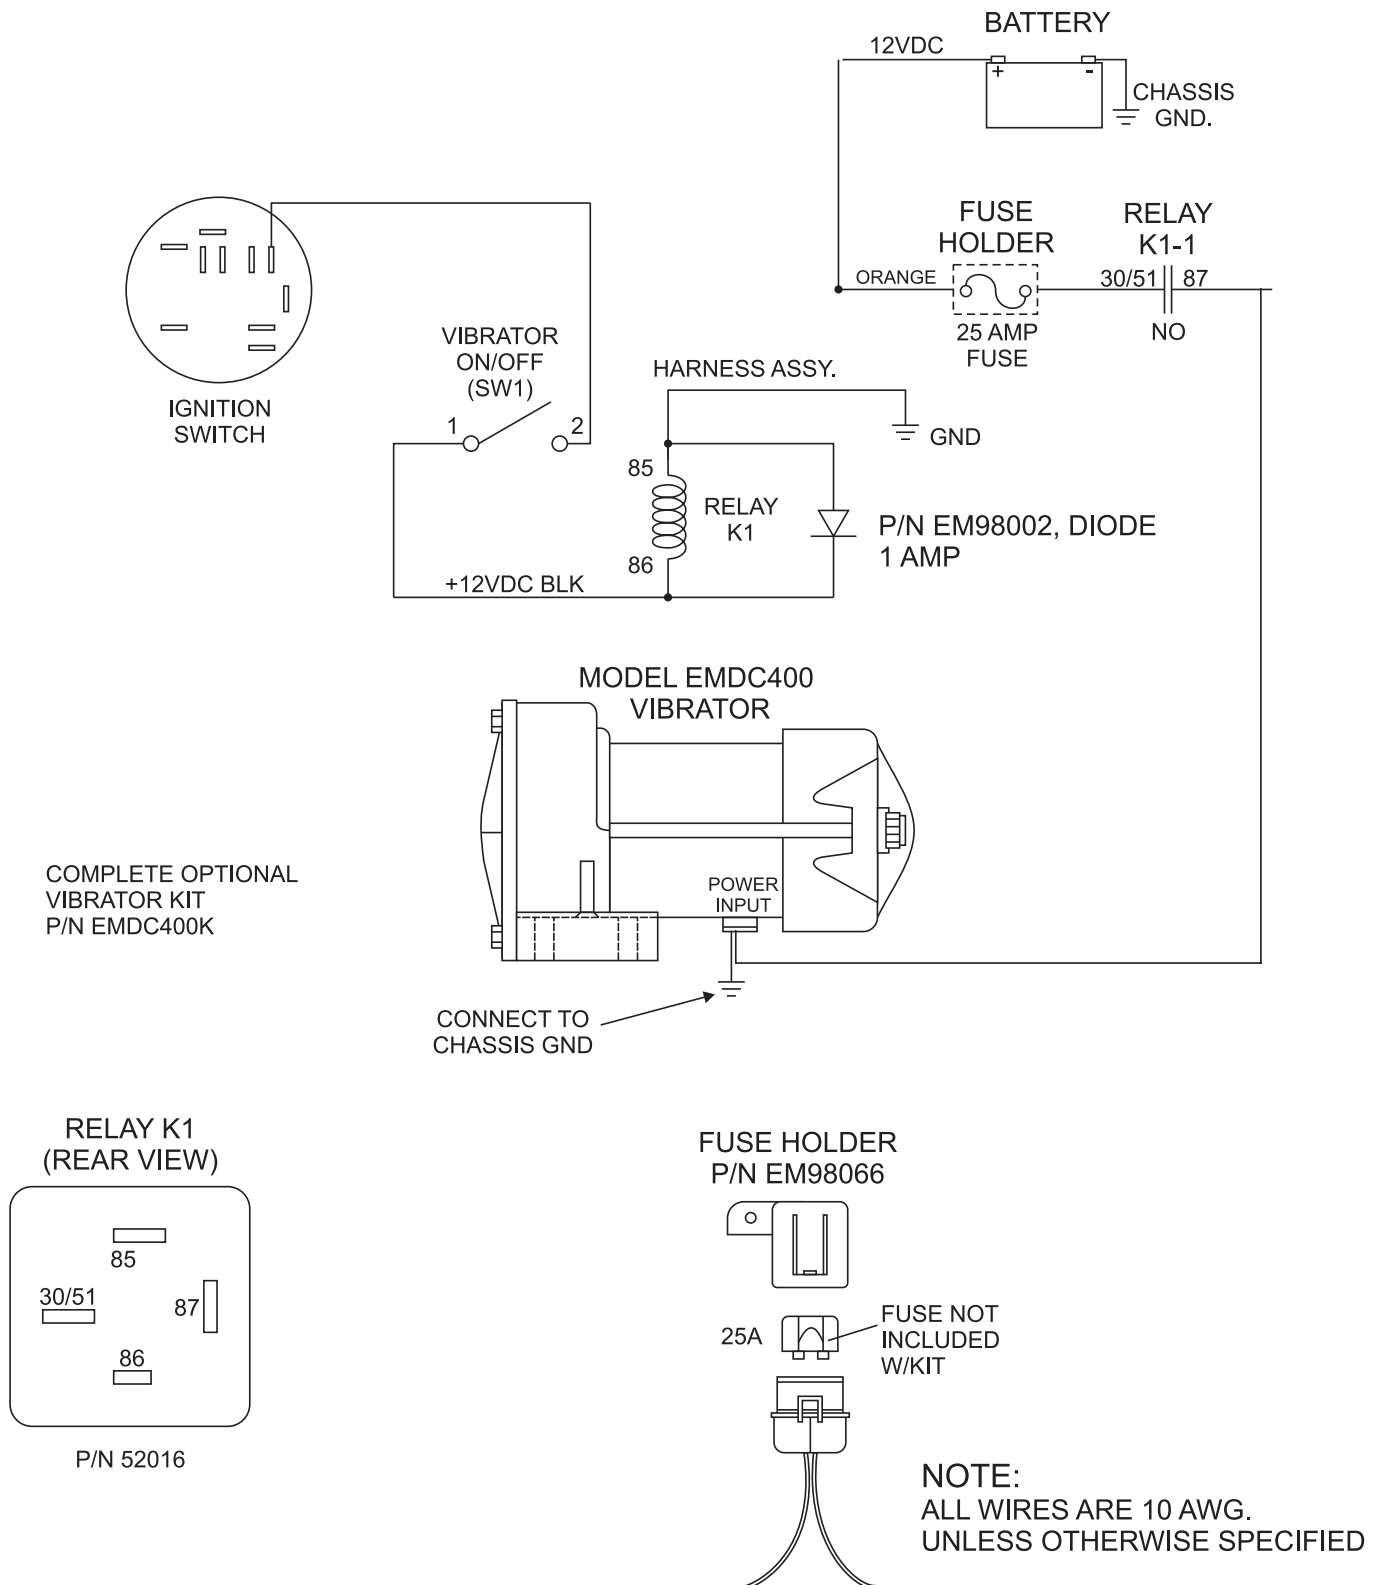 BATTERY
12VDC
+
-
CHASSIS
GND.
FUSE
HOLDER
RELAY
K1-1
ORANGE
30/51
87
25 AMP
FUSE
NO
IGNITION
SWITCH
VIBRATOR
ON/OFF
(SW1)
1
2
HARNESS ASSY.
GND
85
RELAY
K1
86
+12VDC BLK
P/N EM98002, DIODE
1 AMP
MODEL EMDC400
VIBRATOR
POWER
INPUT
COMPLETE OPTIONAL
VIBRATOR KIT
P/N EMDC400K
CONNECT TO
CHASSIS GND
RELAY K1
(REAR VIEW)
85
30/51
87
86
P/N 52016
FUSE HOLDER
P/N EM98066
25A
FUSE NOT
INCLUDED
W/KIT
NOTE:
ALL WIRES ARE 10 AWG.
UNLESS OTHERWISE SPECIFIED